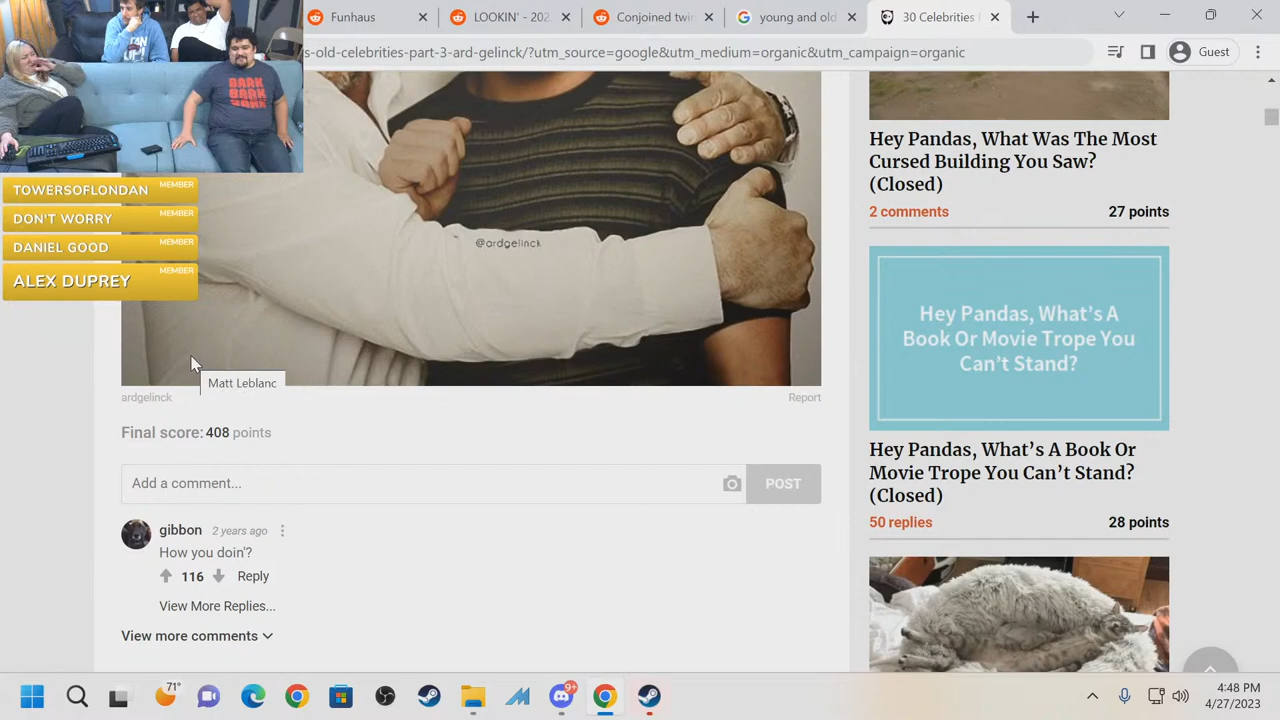 Funhaus
LOOKIN' - 202
Conjoined twin
young and old
30 Celebrities
s-old-celebrities-part-3-ard-gelinck/?utm_source=google&utm_medium=organic&utm_campaign=organic
Guest
DARK
BARK
TOWERSOFLONDAN MEMBER
DON'T WORRY MEMBER
DANIEL GOOD MEMBER
ALEX DUPREY MEMBER
@ardgelinck
Matt Leblanc
ardgelinck
Report
Final score: 408 points
Add a comment...
POST
gibbon 2 years ago
How you doin'?
116 Reply
View More Replies...
View more comments
Hey Pandas, What Was The Most
Cursed Building You Saw?
(Closed)
2 comments 27 points
Hey Pandas, What's A
Book Or Movie Trope You
Can't Stand?
Hey Pandas, What's A Book Or
Movie Trope You Can't Stand?
(Closed)
50 replies 28 points
71°
9+
4:48 PM
4/27/2023